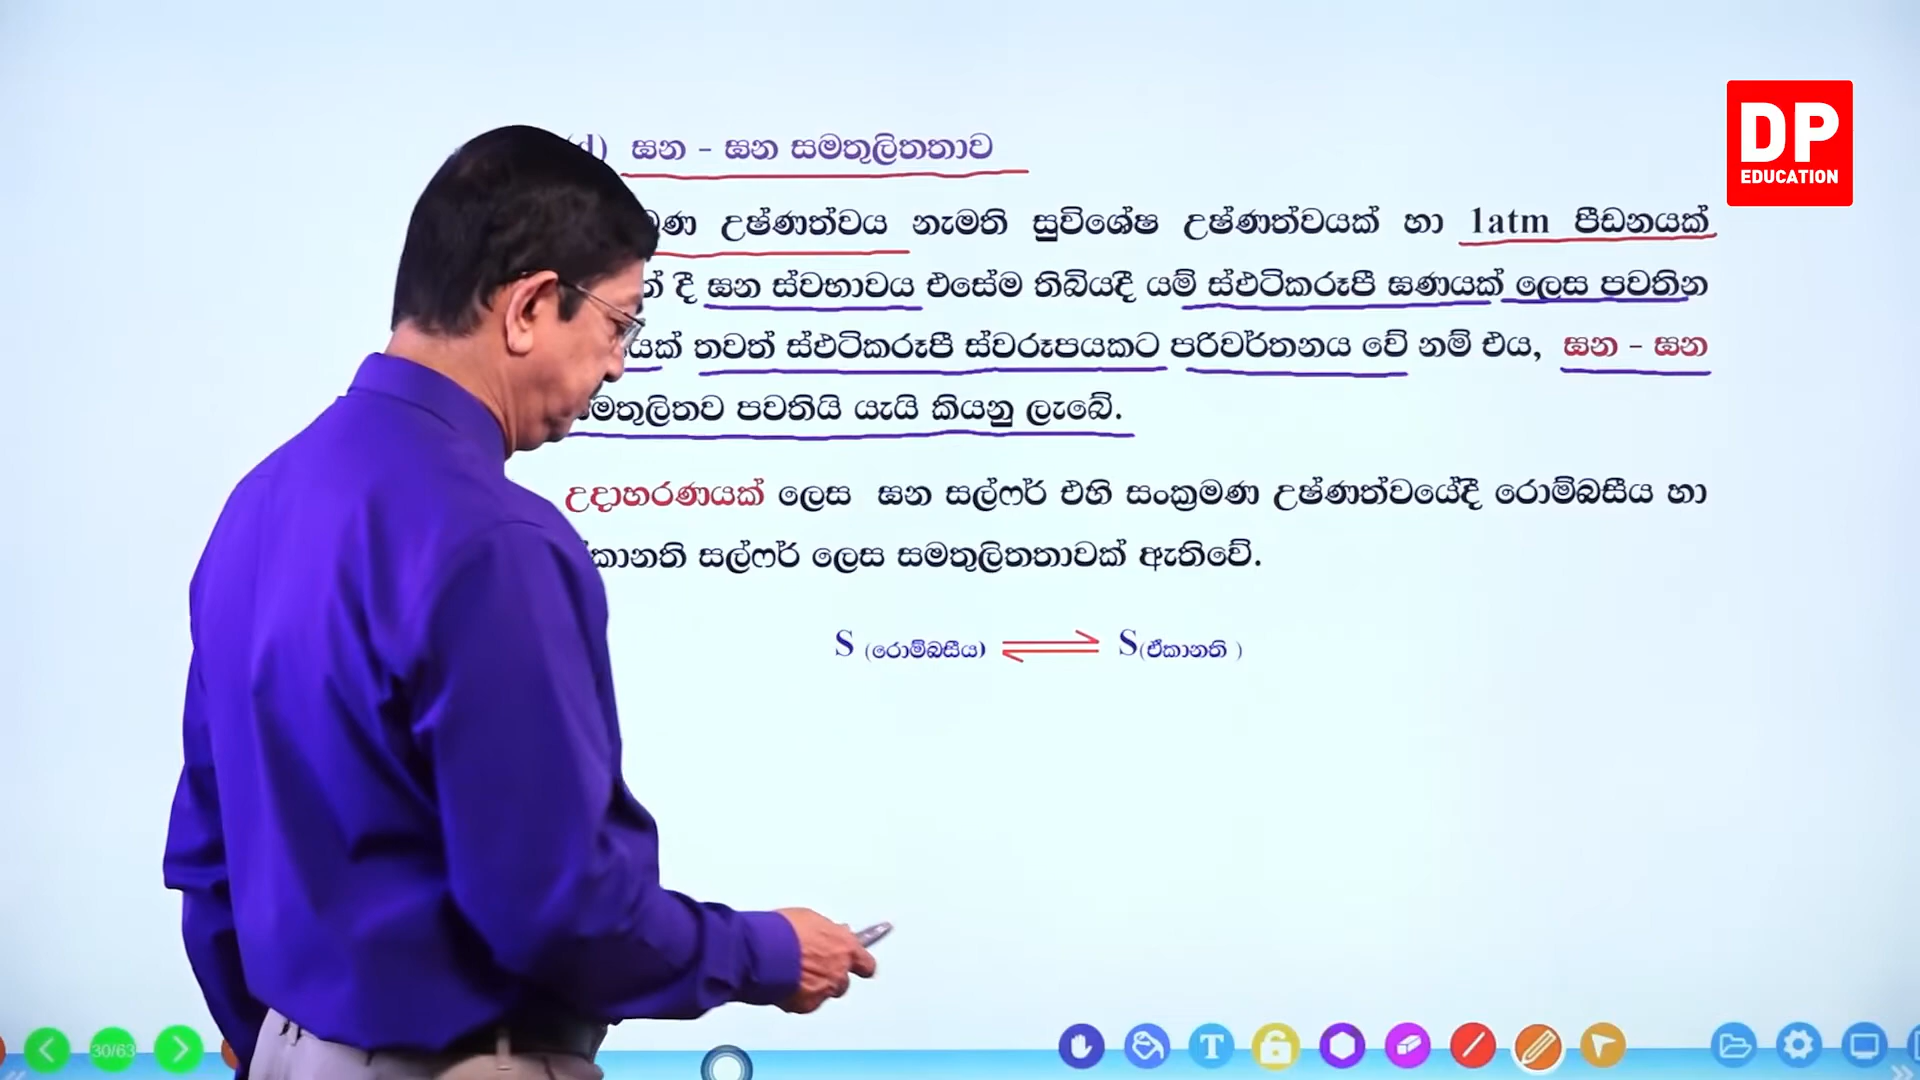 DP
EDUCATION
(d) ඝන - ඝන සමතුලිතතාව
උෂ්ණත්වය නැමති සුවිශේෂ උෂ්ණත්වයක් හා 1atm පීඩනයක්
දී ඝන ස්වභාවය එසේම තිබියදී යම් ස්ඵටිකරූපී ඝණයක් ලෙස පවතින
තවත් ස්ඵටිකරූපී ස්වරූපයකට පරිවර්තනය වේ නම් එය, ඝන - ඝන
පවතියි යැයි කියනු ලැබේ.
උදාහරණයක් ලෙස ඝන සල්ෆර් එහි සංක්‍රමණ උෂ්ණත්වයේදී රොම්බසීය හා
සල්ෆර් ලෙස සමතුලිතතාවක් ඇතිවේ.
S (රොම්බසීය) ⇌ S(ඒකානති )
30/63
T